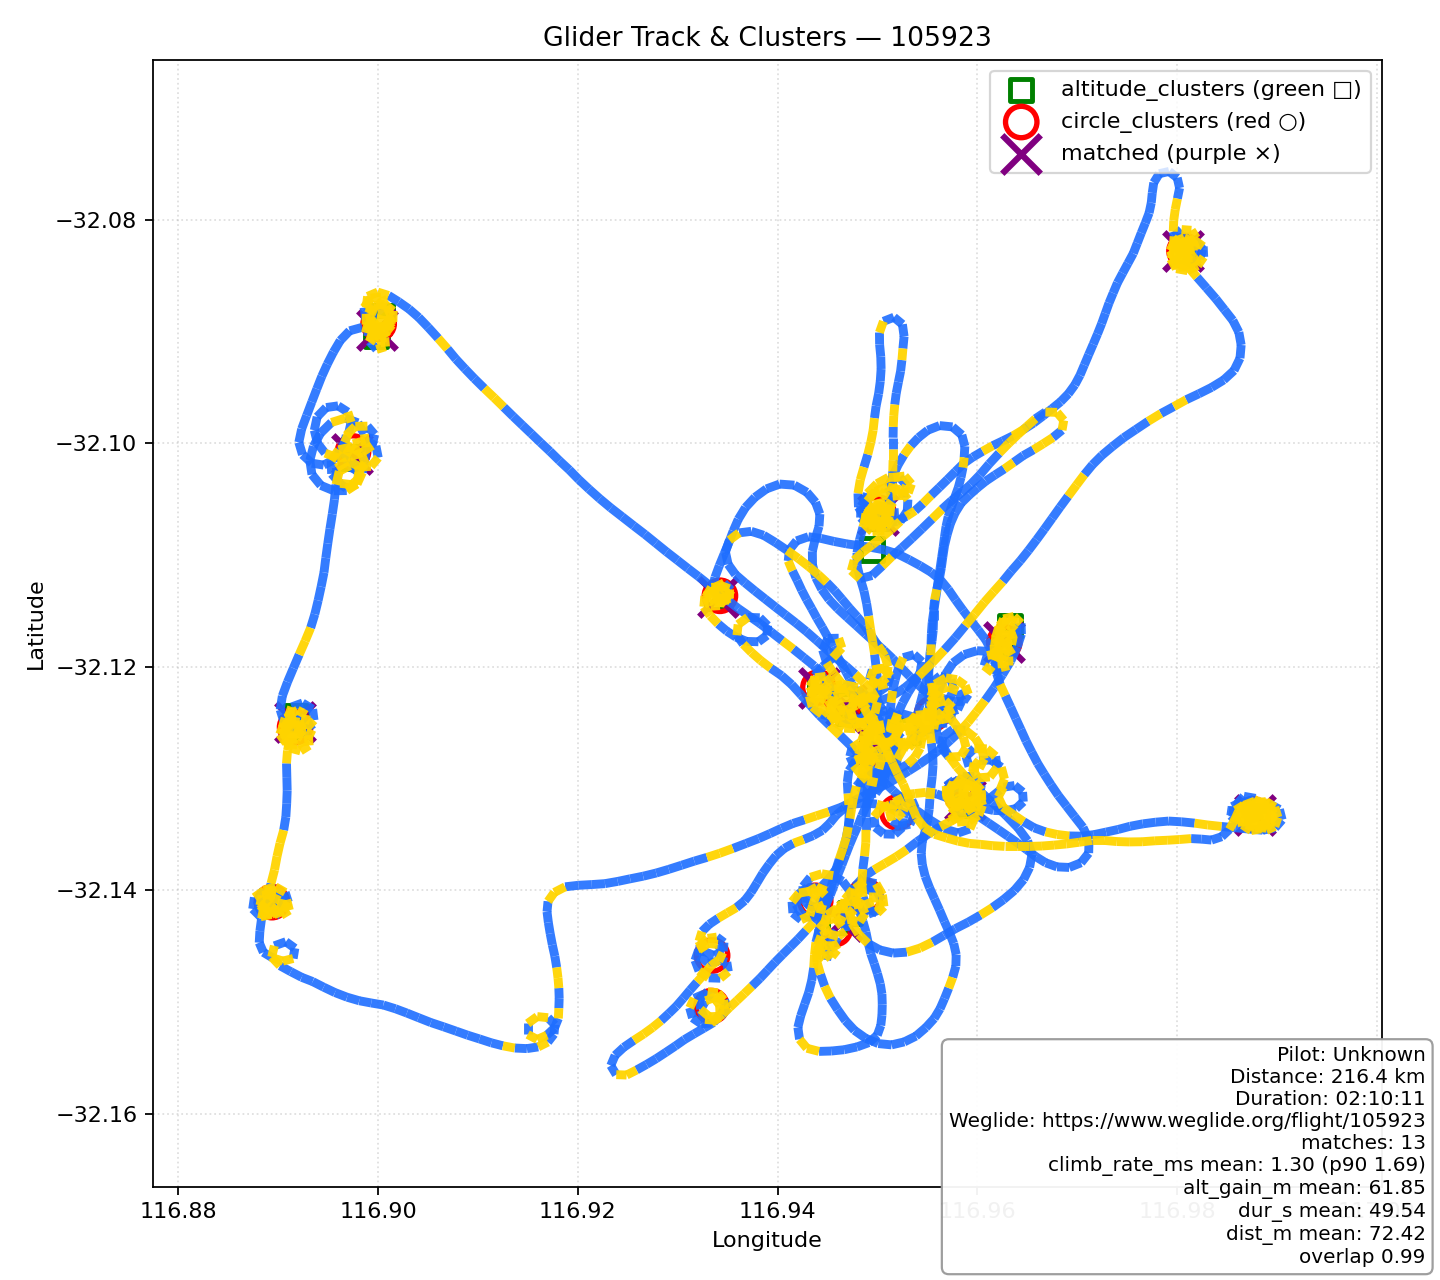 Glider Track & Clusters — 105923
altitude_clusters (green □)
circle_clusters (red ○)
matched (purple ×)
−32.08
−32.10
−32.12
−32.14
−32.16
Latitude
116.88
116.90
116.92
116.94
116.96
116.98
Longitude
Pilot: Unknown
Distance: 216.4 km
Duration: 02:10:11
Weglide: https://www.weglide.org/flight/105923
matches: 13
climb_rate_ms mean: 1.30 (p90 1.69)
alt_gain_m mean: 61.85
dur_s mean: 49.54
dist_m mean: 72.42
overlap 0.99